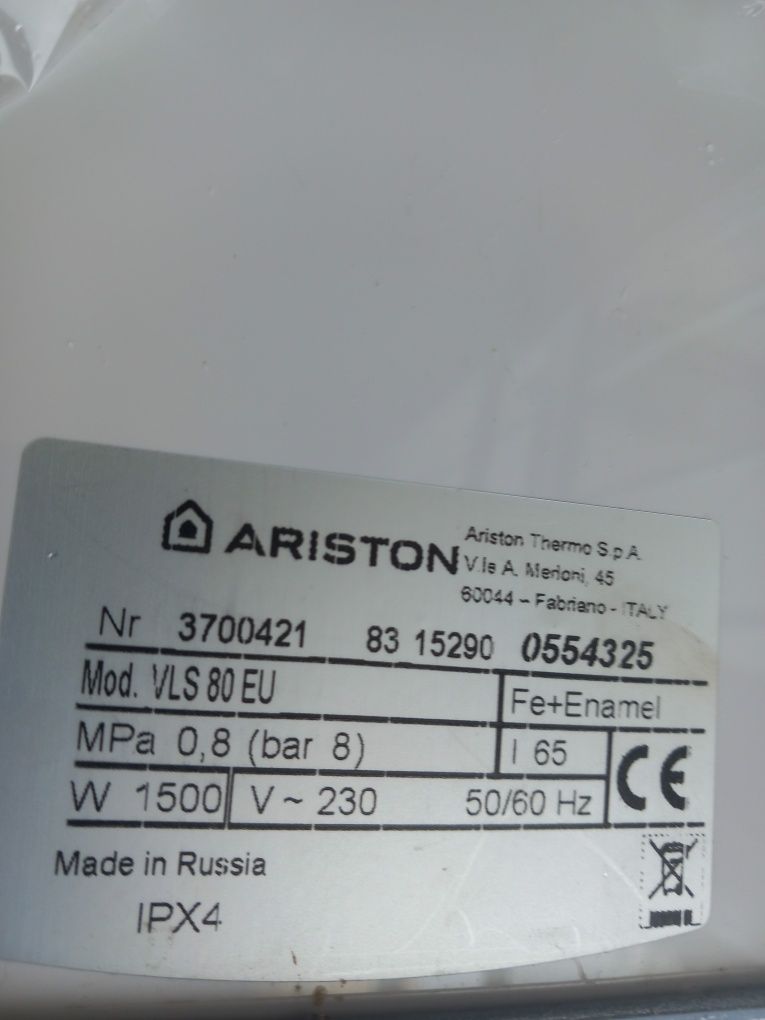 ARISTON
Ariston Thermo S.p.A.
V.le A. Merloni, 45
60044 – Fabriano - ITALY
Nr 3700421 83 15290 0554325
Mod. VLS 80 EU
Fe+Enamel
MPa 0,8 (bar 8)
l 65
CE
W 1500 V ~ 230 50/60 Hz
Made in Russia
IPX4